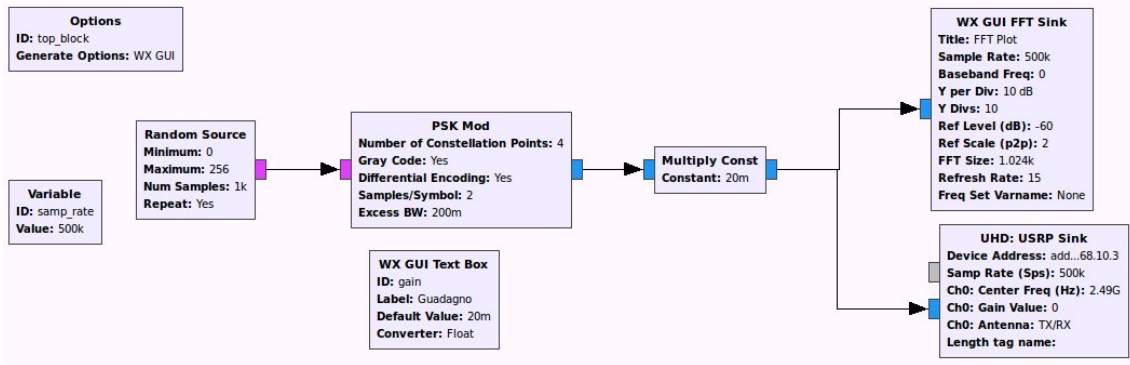 Options
ID: top_block
Generate Options: WX GUI
Variable
ID: samp_rate
Value: 500k
Random Source
Minimum: 0
Maximum: 256
Num Samples: 1k
Repeat: Yes
PSK Mod
Number of Constellation Points: 4
Gray Code: Yes
Differential Encoding: Yes
Samples/Symbol: 2
Excess BW: 200m
WX GUI Text Box
ID: gain
Label: Guadagno
Default Value: 20m
Converter: Float
Multiply Const
Constant: 20m
WX GUI FFT Sink
Title: FFT Plot
Sample Rate: 500k
Baseband Freq: 0
Y per Div: 10 dB
Y Divs: 10
Ref Level (dB): -60
Ref Scale (p2p): 2
FFT Size: 1.024k
Refresh Rate: 15
Freq Set Varname: None
UHD: USRP Sink
Device Address: add...68.10.3
Samp Rate (Sps): 500k
Ch0: Center Freq (Hz): 2.49G
Ch0: Gain Value: 0
Ch0: Antenna: TX/RX
Length tag name: